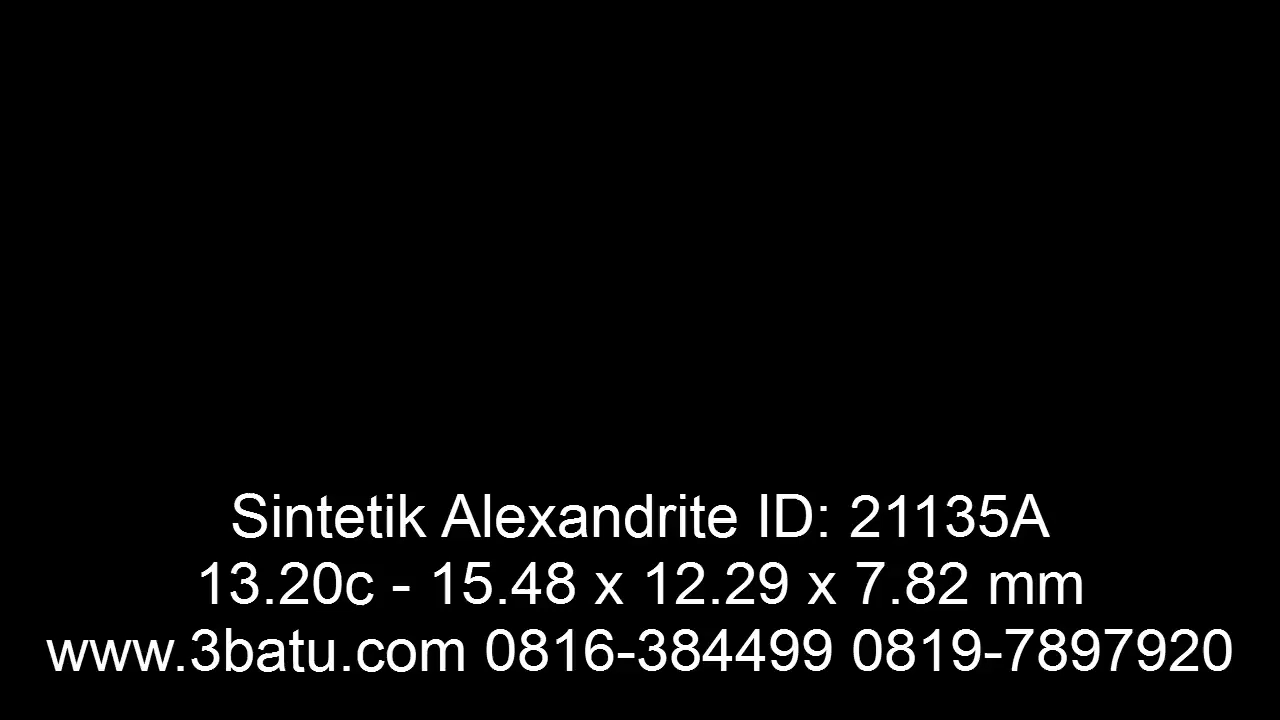 Sintetik Alexandrite ID: 21135A
13.20c - 15.48 x 12.29 x 7.82 mm
www.3batu.com 0816-384499 0819-7897920